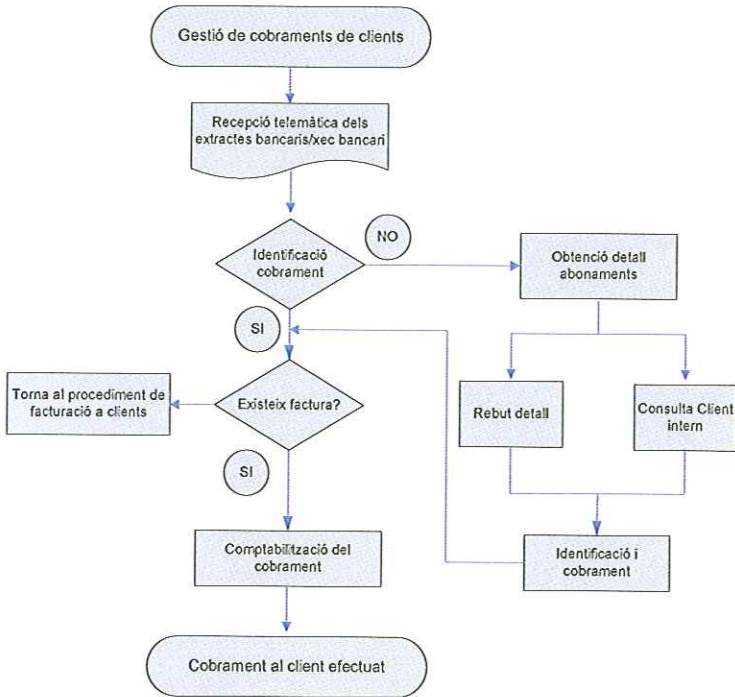 Gestió de cobraments de clients
Recepció telemàtica dels
extractes bancaris/xec bancari
Identificació
cobrament
NO
Obtenció detall
abonaments
SI
Torna al procediment de
facturació a clients
Existeix factura?
Rebut detall
Consulta Client
intern
SI
Comptabilització del
cobrament
Identificació i
cobrament
Cobrament al client efectuat